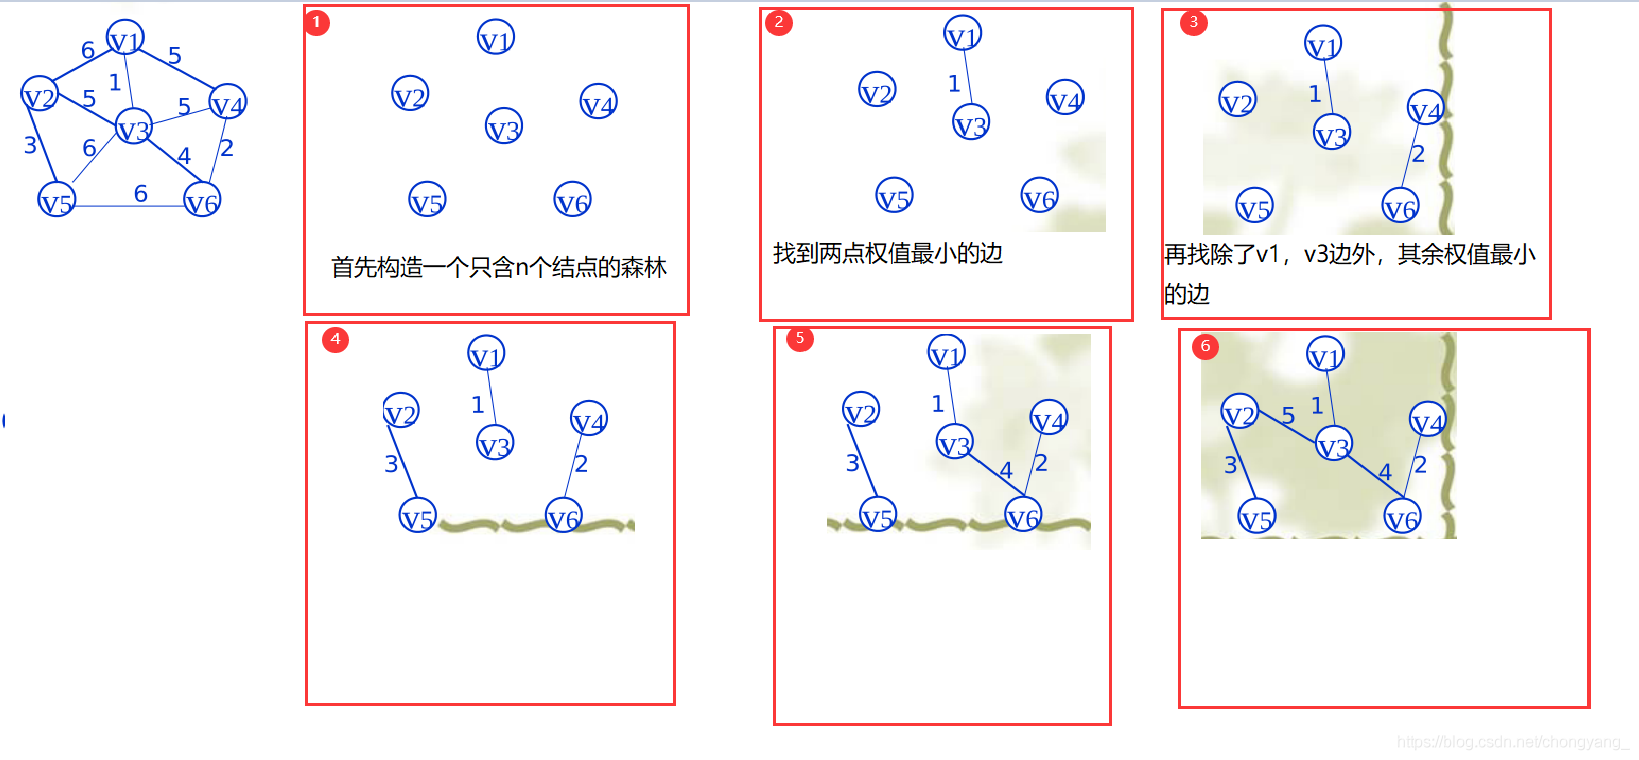 v1
6
5
1
v2
5
5
v4
v3
3
6
4
2
v5
6
v6
1
v1
v2
v4
v3
v5
v6
首先构造一个只含n个结点的森林
2
v1
1
v2
v4
v3
v5
v6
找到两点权值最小的边
3
v1
1
v2
v4
v3
2
v5
v6
再找除了v1，v3边外，其余权值最小
的边
4
v1
1
v2
v4
v3
3
2
v5
v6
5
v1
1
v2
v4
v3
3
4
2
v5
v6
6
v1
1
v2
5
v4
v3
3
4
2
v5
v6
https://blog.csdn.net/chongyang_